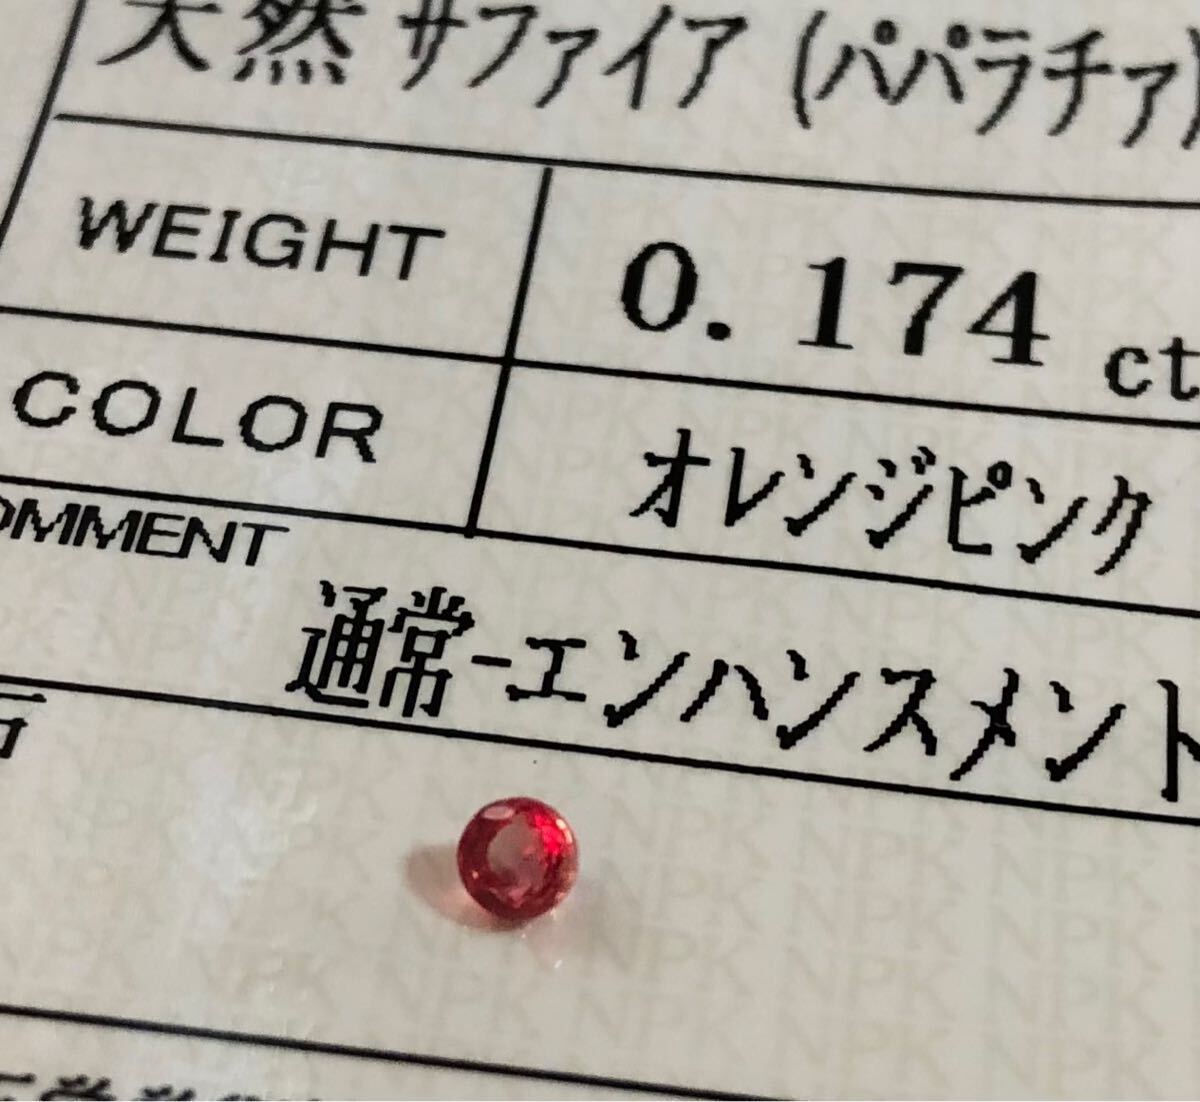 天然 サファイア (パパラチア)
WEIGHT 0.174 ct
COLOR オレンジピンク
OMMENT
通常-エンハンスメント